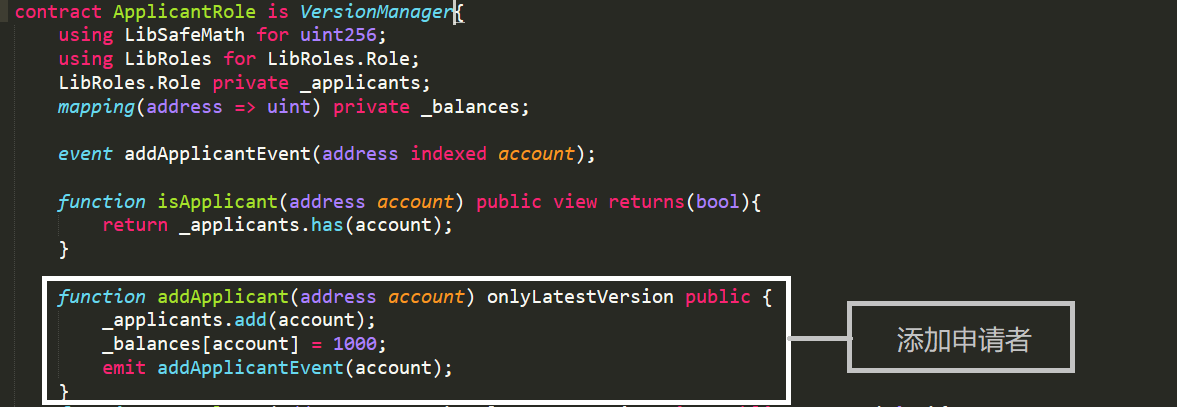 contract ApplicantRole is VersionManager{
using LibSafeMath for uint256;
using LibRoles for LibRoles.Role;
LibRoles.Role private _applicants;
mapping(address => uint) private _balances;
event addApplicantEvent(address indexed account);
function isApplicant(address account) public view returns(bool){
return _applicants.has(account);
}
function addApplicant(address account) onlyLatestVersion public {
_applicants.add(account);
_balances[account] = 1000;
emit addApplicantEvent(account);
}
添加申请者